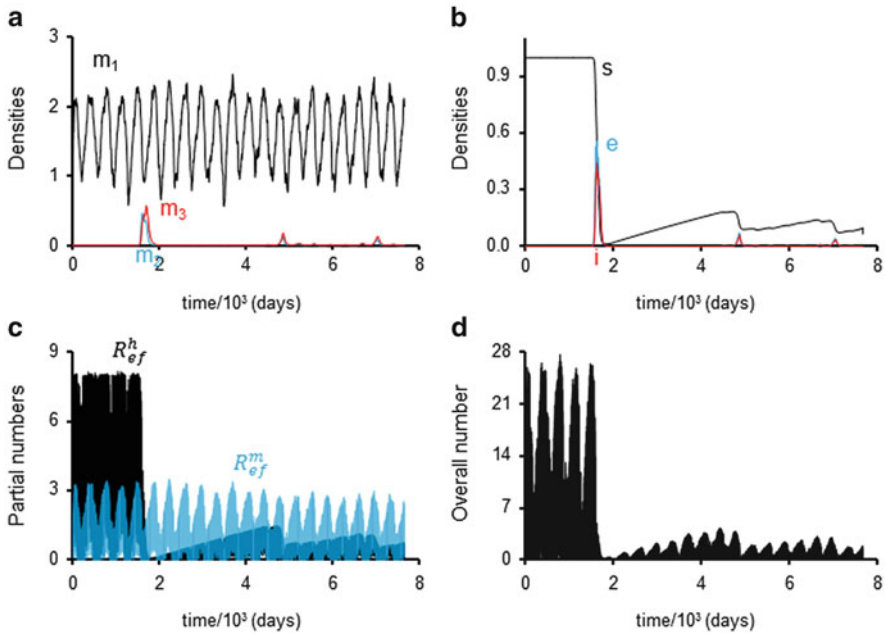 a
3
2
1
0
Densities
m1
m3
m2
0 2 4 6 8
time/10³ (days)
b
0.9
0.6
0.3
0.0
Densities
s
e
i
0 2 4 6 8
time/10³ (days)
c
9
6
3
0
Partial numbers
R^h_ef
R^m_ef
0 2 4 6 8
time/10³ (days)
d
28
21
14
7
0
Overall number
0 2 4 6 8
time/10³ (days)